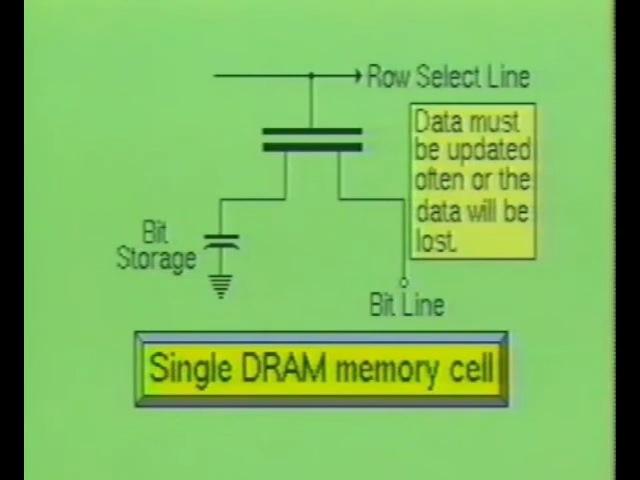 Row Select Line
Data must
be updated
often or the
data will be
lost.
Bit
Storage
Bit Line
Single DRAM memory cell